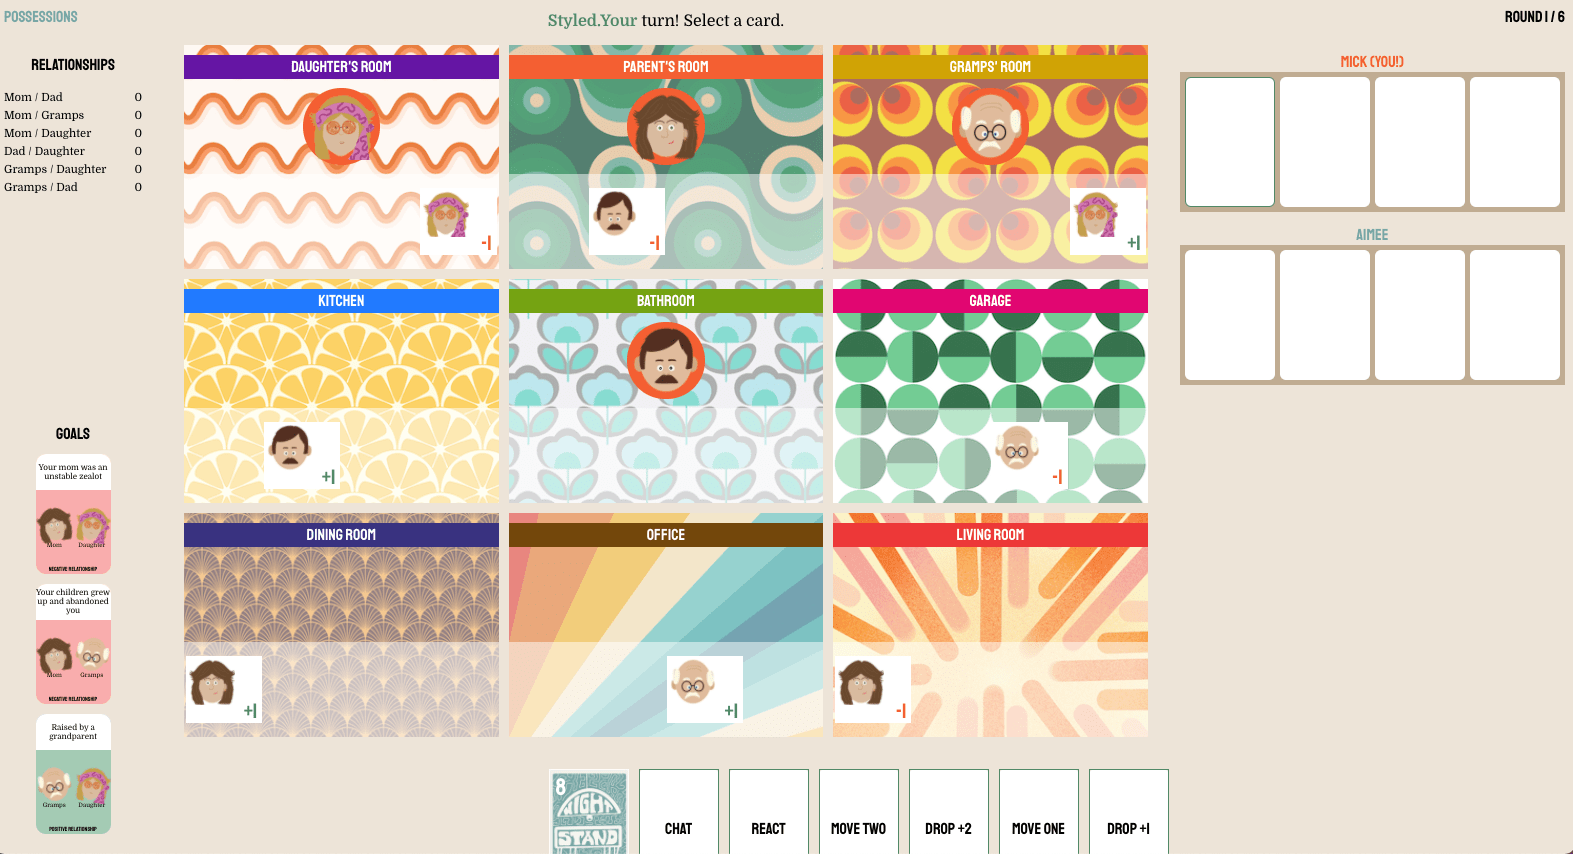 POSSESSIONS
Styled.Your turn! Select a card.
ROUND 1 / 6
RELATIONSHIPS
Mom / Dad 0
Mom / Gramps 0
Mom / Daughter 0
Dad / Daughter 0
Gramps / Daughter 0
Gramps / Dad 0
GOALS
Your mom was an
unstable zealot
Mom Daughter
NEGATIVE RELATIONSHIP
Your children grew
up and abandoned
you
Mom Gramps
NEGATIVE RELATIONSHIP
Raised by a
grandparent
Gramps Daughter
POSITIVE RELATIONSHIP
DAUGHTER'S ROOM
-1
PARENT'S ROOM
-1
GRAMPS' ROOM
+1
KITCHEN
+1
BATHROOM
GARAGE
-1
DINING ROOM
+1
OFFICE
+1
LIVING ROOM
-1
MICK (YOU!)
AIMEE
8
NIGHT
STAND
CHAT
REACT
MOVE TWO
DROP +2
MOVE ONE
DROP +1